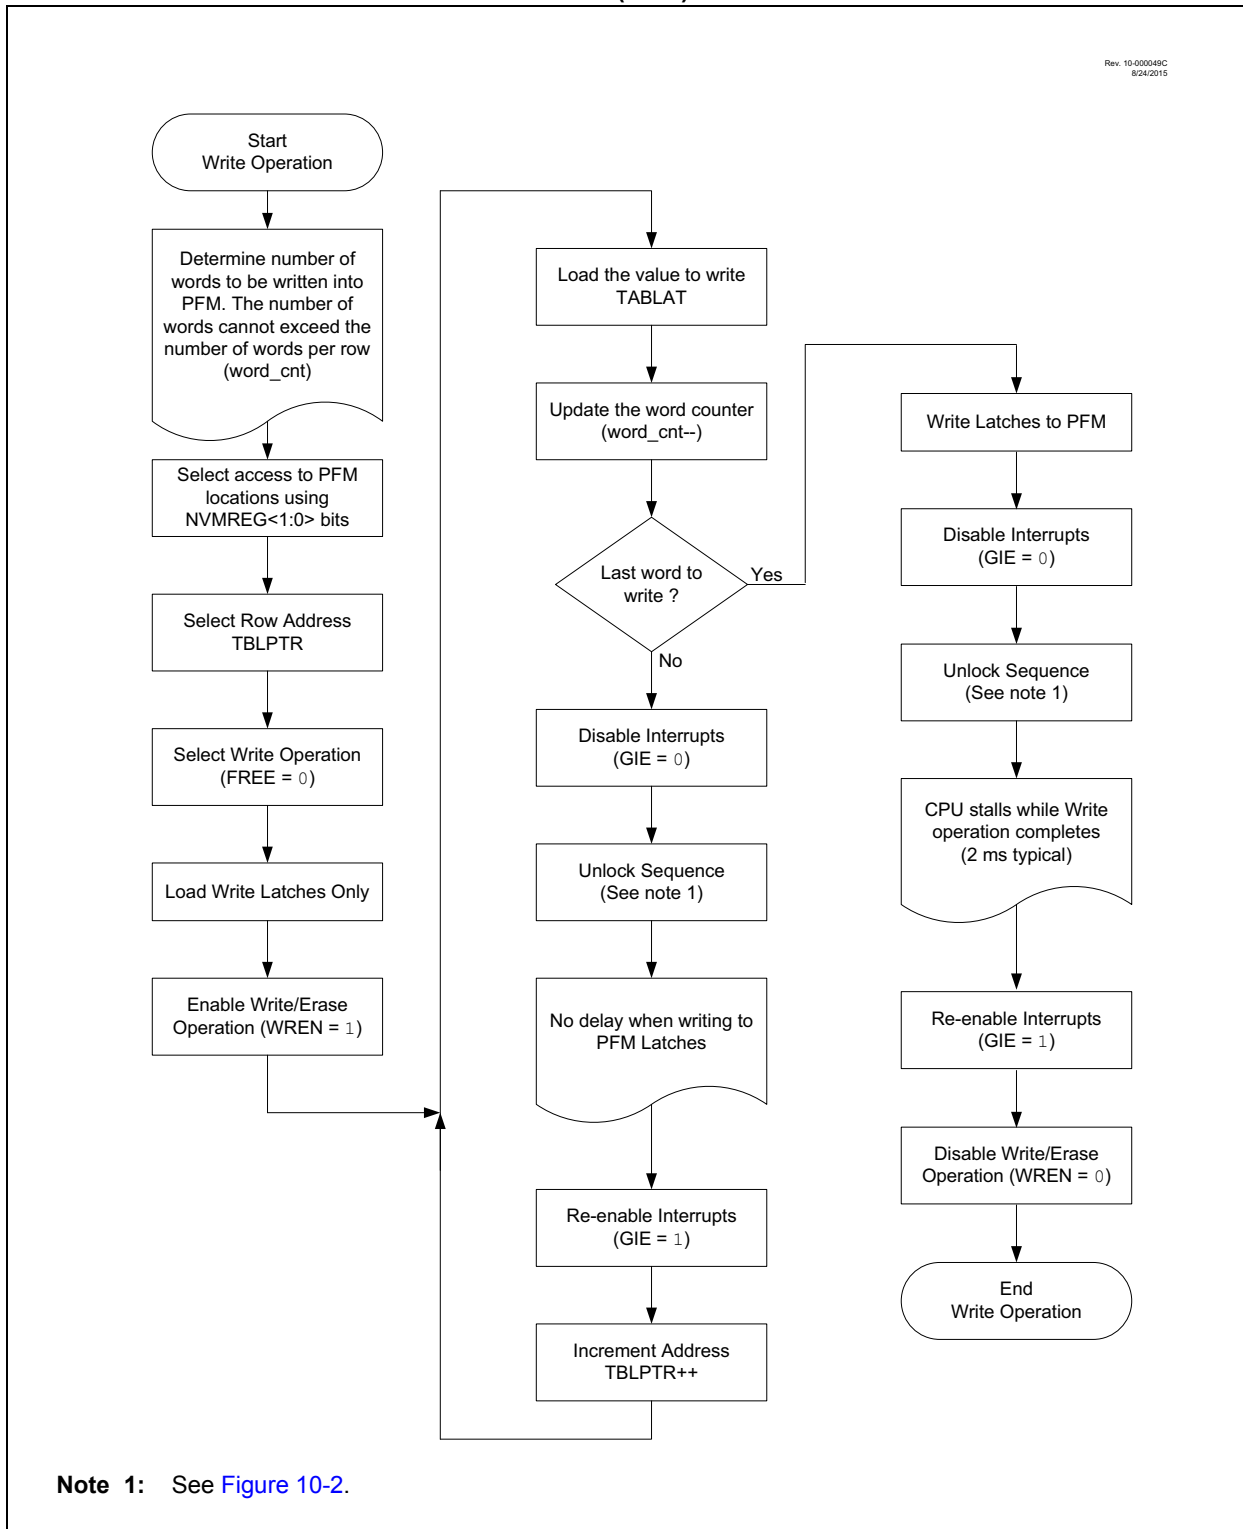 Rev. 10-000049C
8/24/2015
Start
Write Operation
Determine number of
words to be written into
PFM. The number of
words cannot exceed the
number of words per row
(word_cnt)
Select access to PFM
locations using
NVMREG<1:0> bits
Select Row Address
TBLPTR
Select Write Operation
(FREE = 0)
Load Write Latches Only
Enable Write/Erase
Operation (WREN = 1)
Load the value to write
TABLAT
Update the word counter
(word_cnt--)
Last word to
write ?
Yes
No
Disable Interrupts
(GIE = 0)
Unlock Sequence
(See note 1)
No delay when writing to
PFM Latches
Re-enable Interrupts
(GIE = 1)
Increment Address
TBLPTR++
Write Latches to PFM
Disable Interrupts
(GIE = 0)
Unlock Sequence
(See note 1)
CPU stalls while Write
operation completes
(2 ms typical)
Re-enable Interrupts
(GIE = 1)
Disable Write/Erase
Operation (WREN = 0)
End
Write Operation
Note 1: See Figure 10-2.